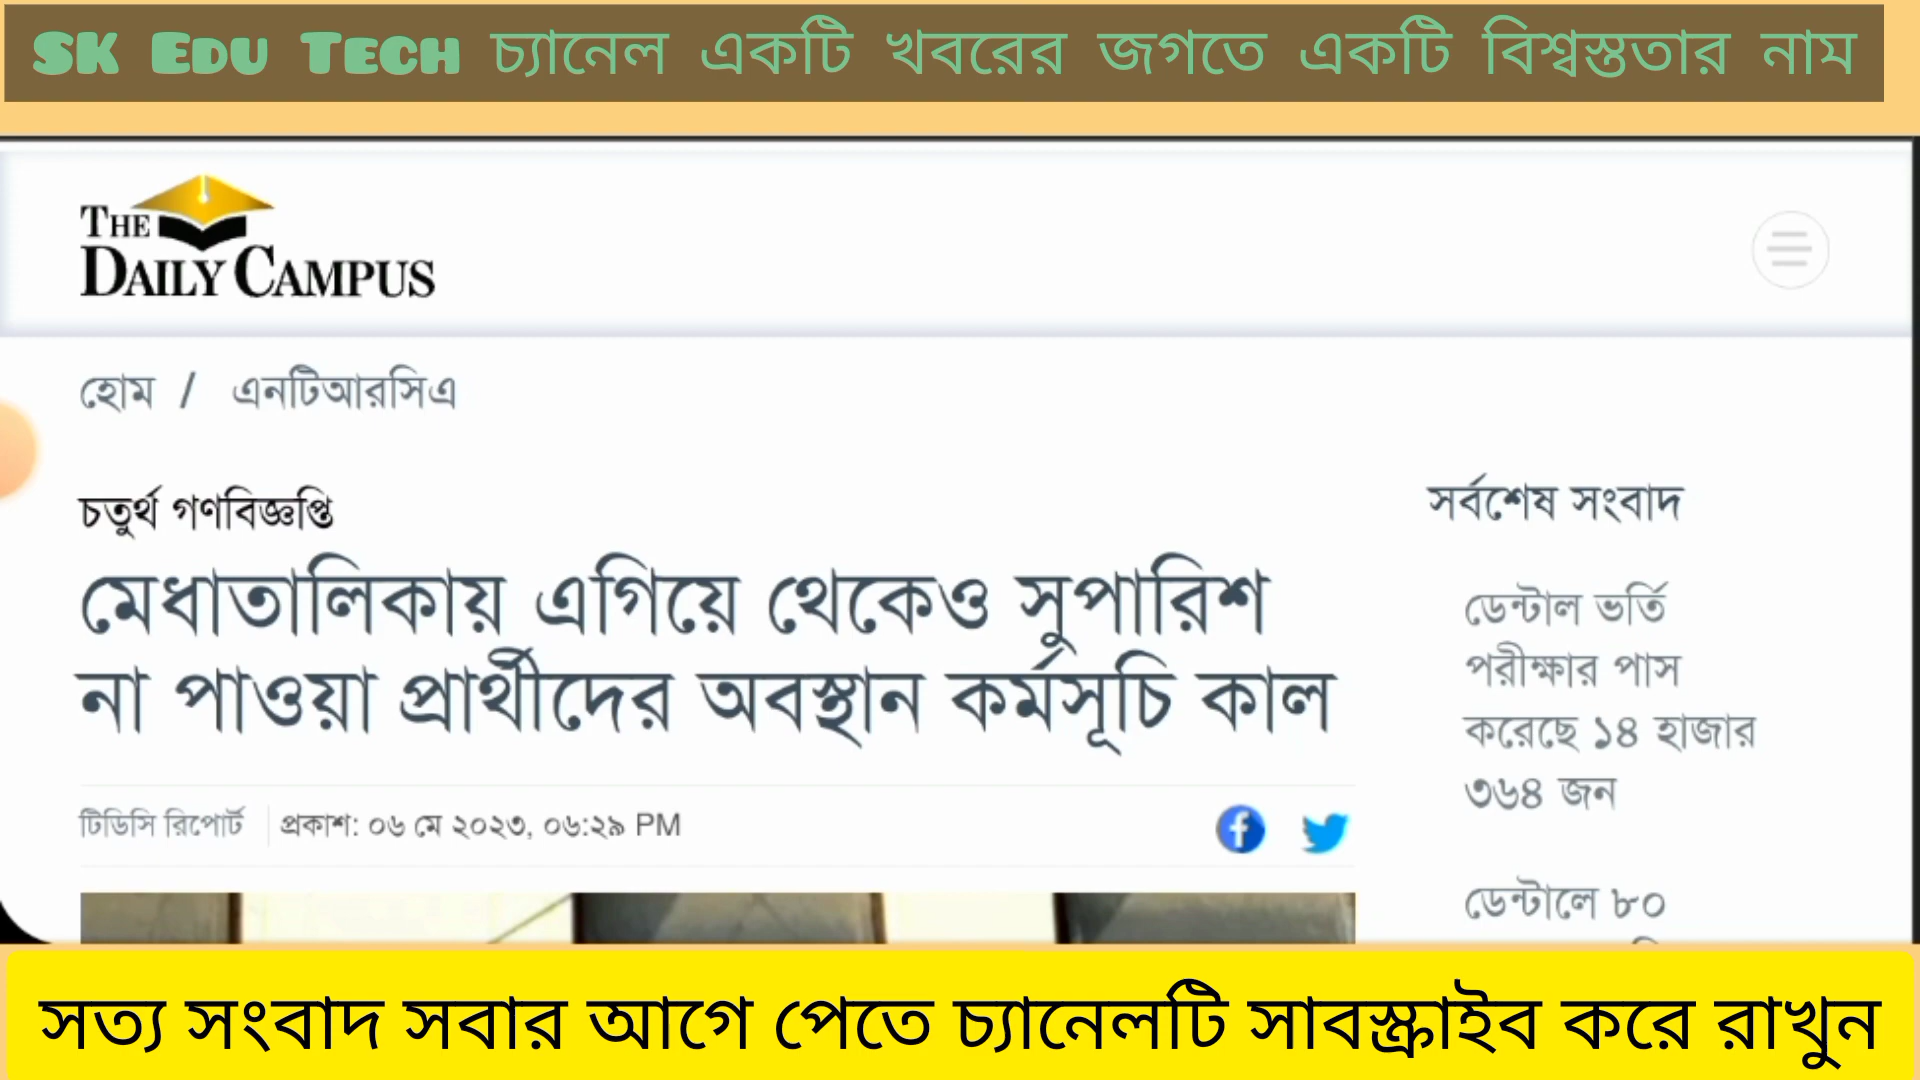 SK Edu Tech চ্যানেল একটি খবরের জগতে একটি বিশ্বস্ততার নাম
The
Daily Campus
হোম / এনটিআরসিএ
চতুর্থ গণবিজ্ঞপ্তি
মেধাতালিকায় এগিয়ে থেকেও সুপারিশ
না পাওয়া প্রার্থীদের অবস্থান কর্মসূচি কাল
টিডিসি রিপোর্ট
প্রকাশ: ০৬ মে ২০২৩, ০৬:২৯ PM
সর্বশেষ সংবাদ
ডেন্টাল ভর্তি
পরীক্ষার পাস
করেছে ১৪ হাজার
৩৬৪ জন
ডেন্টালে ৮০
সত্য সংবাদ সবার আগে পেতে চ্যানেলটি সাবস্ক্রাইব করে রাখুন